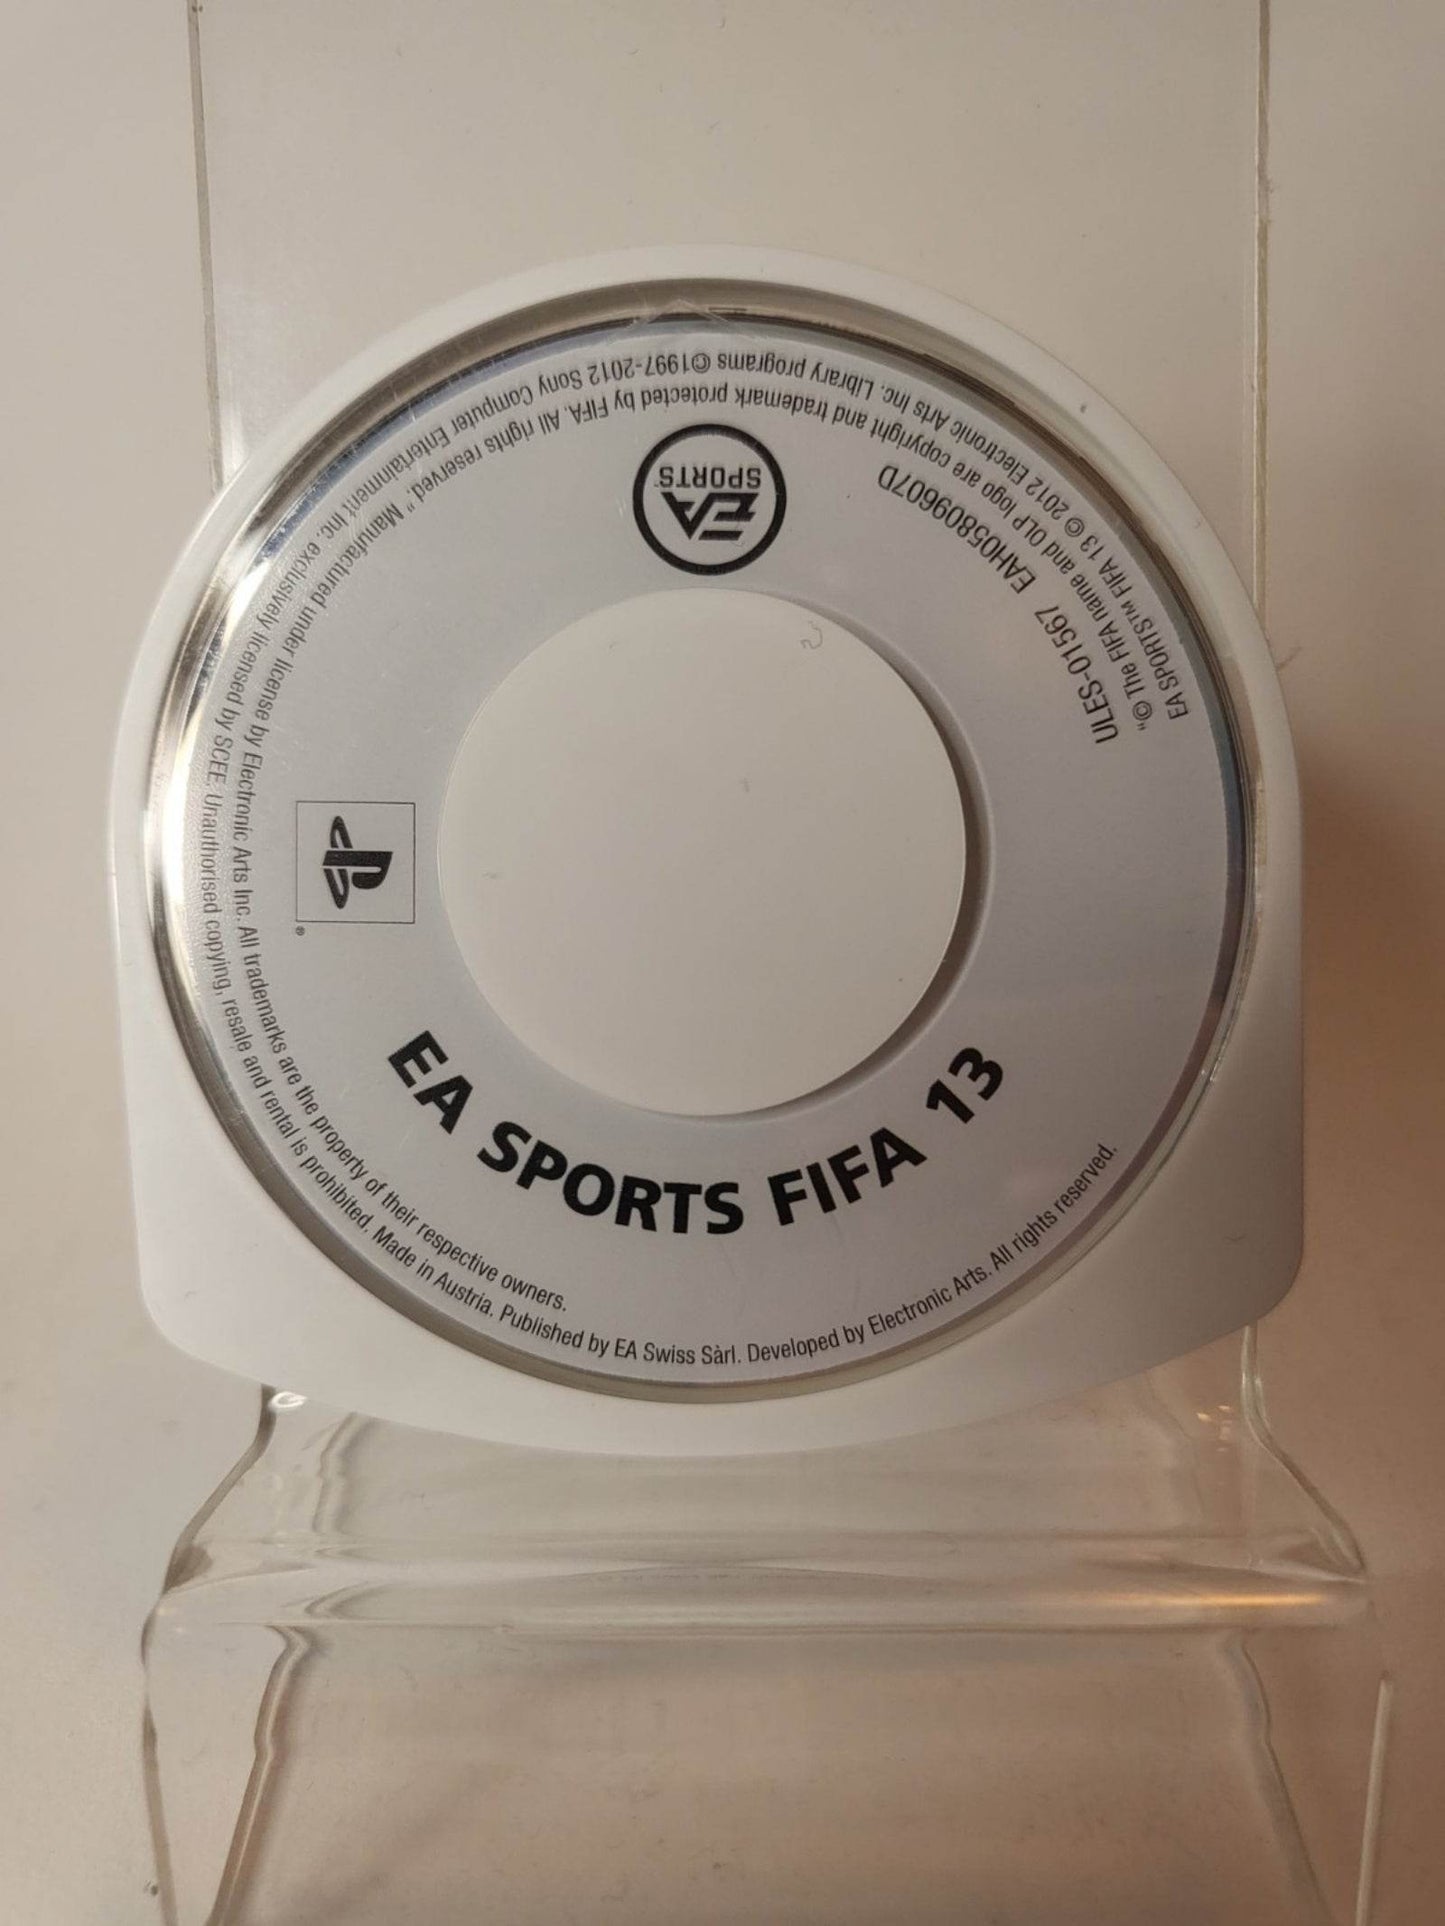 EA SPORTS™ FIFA 13 © 2012 Electronic Arts Inc. Library programs ©1997-2012 Sony Computer Entertainment Inc. exclusively licensed by SCEE. Unauthorised copying, resale and rental is prohibited. Made in Austria. Published by EA Swiss Sàrl. Developed by Electronic Arts. All rights reserved.
"© The FIFA name and OLP logo are copyright and trademark protected by FIFA. All rights reserved." Manufactured under license by Electronic Arts Inc. All trademarks are the property of their respective owners.
ULES-01567 EAH05809607D
EA
SPORTS™
®
EA SPORTS FIFA 13